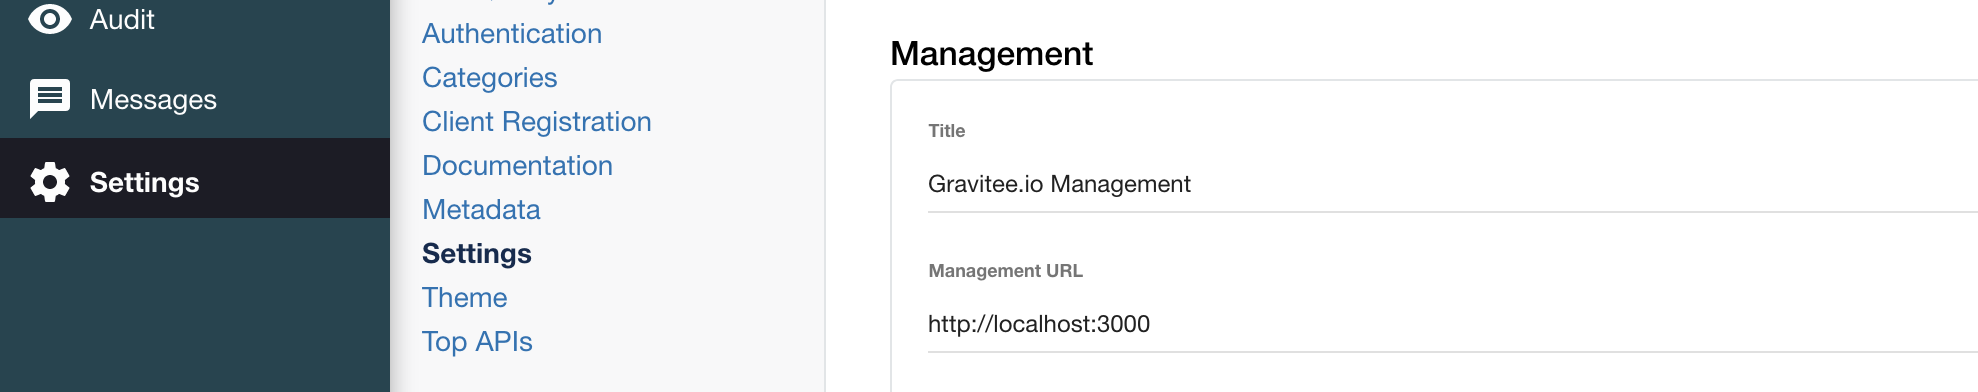 Audit
Messages
Settings
Authentication
Categories
Client Registration
Documentation
Metadata
Settings
Theme
Top APIs
Management
Title
Gravitee.io Management
Management URL
http://localhost:3000